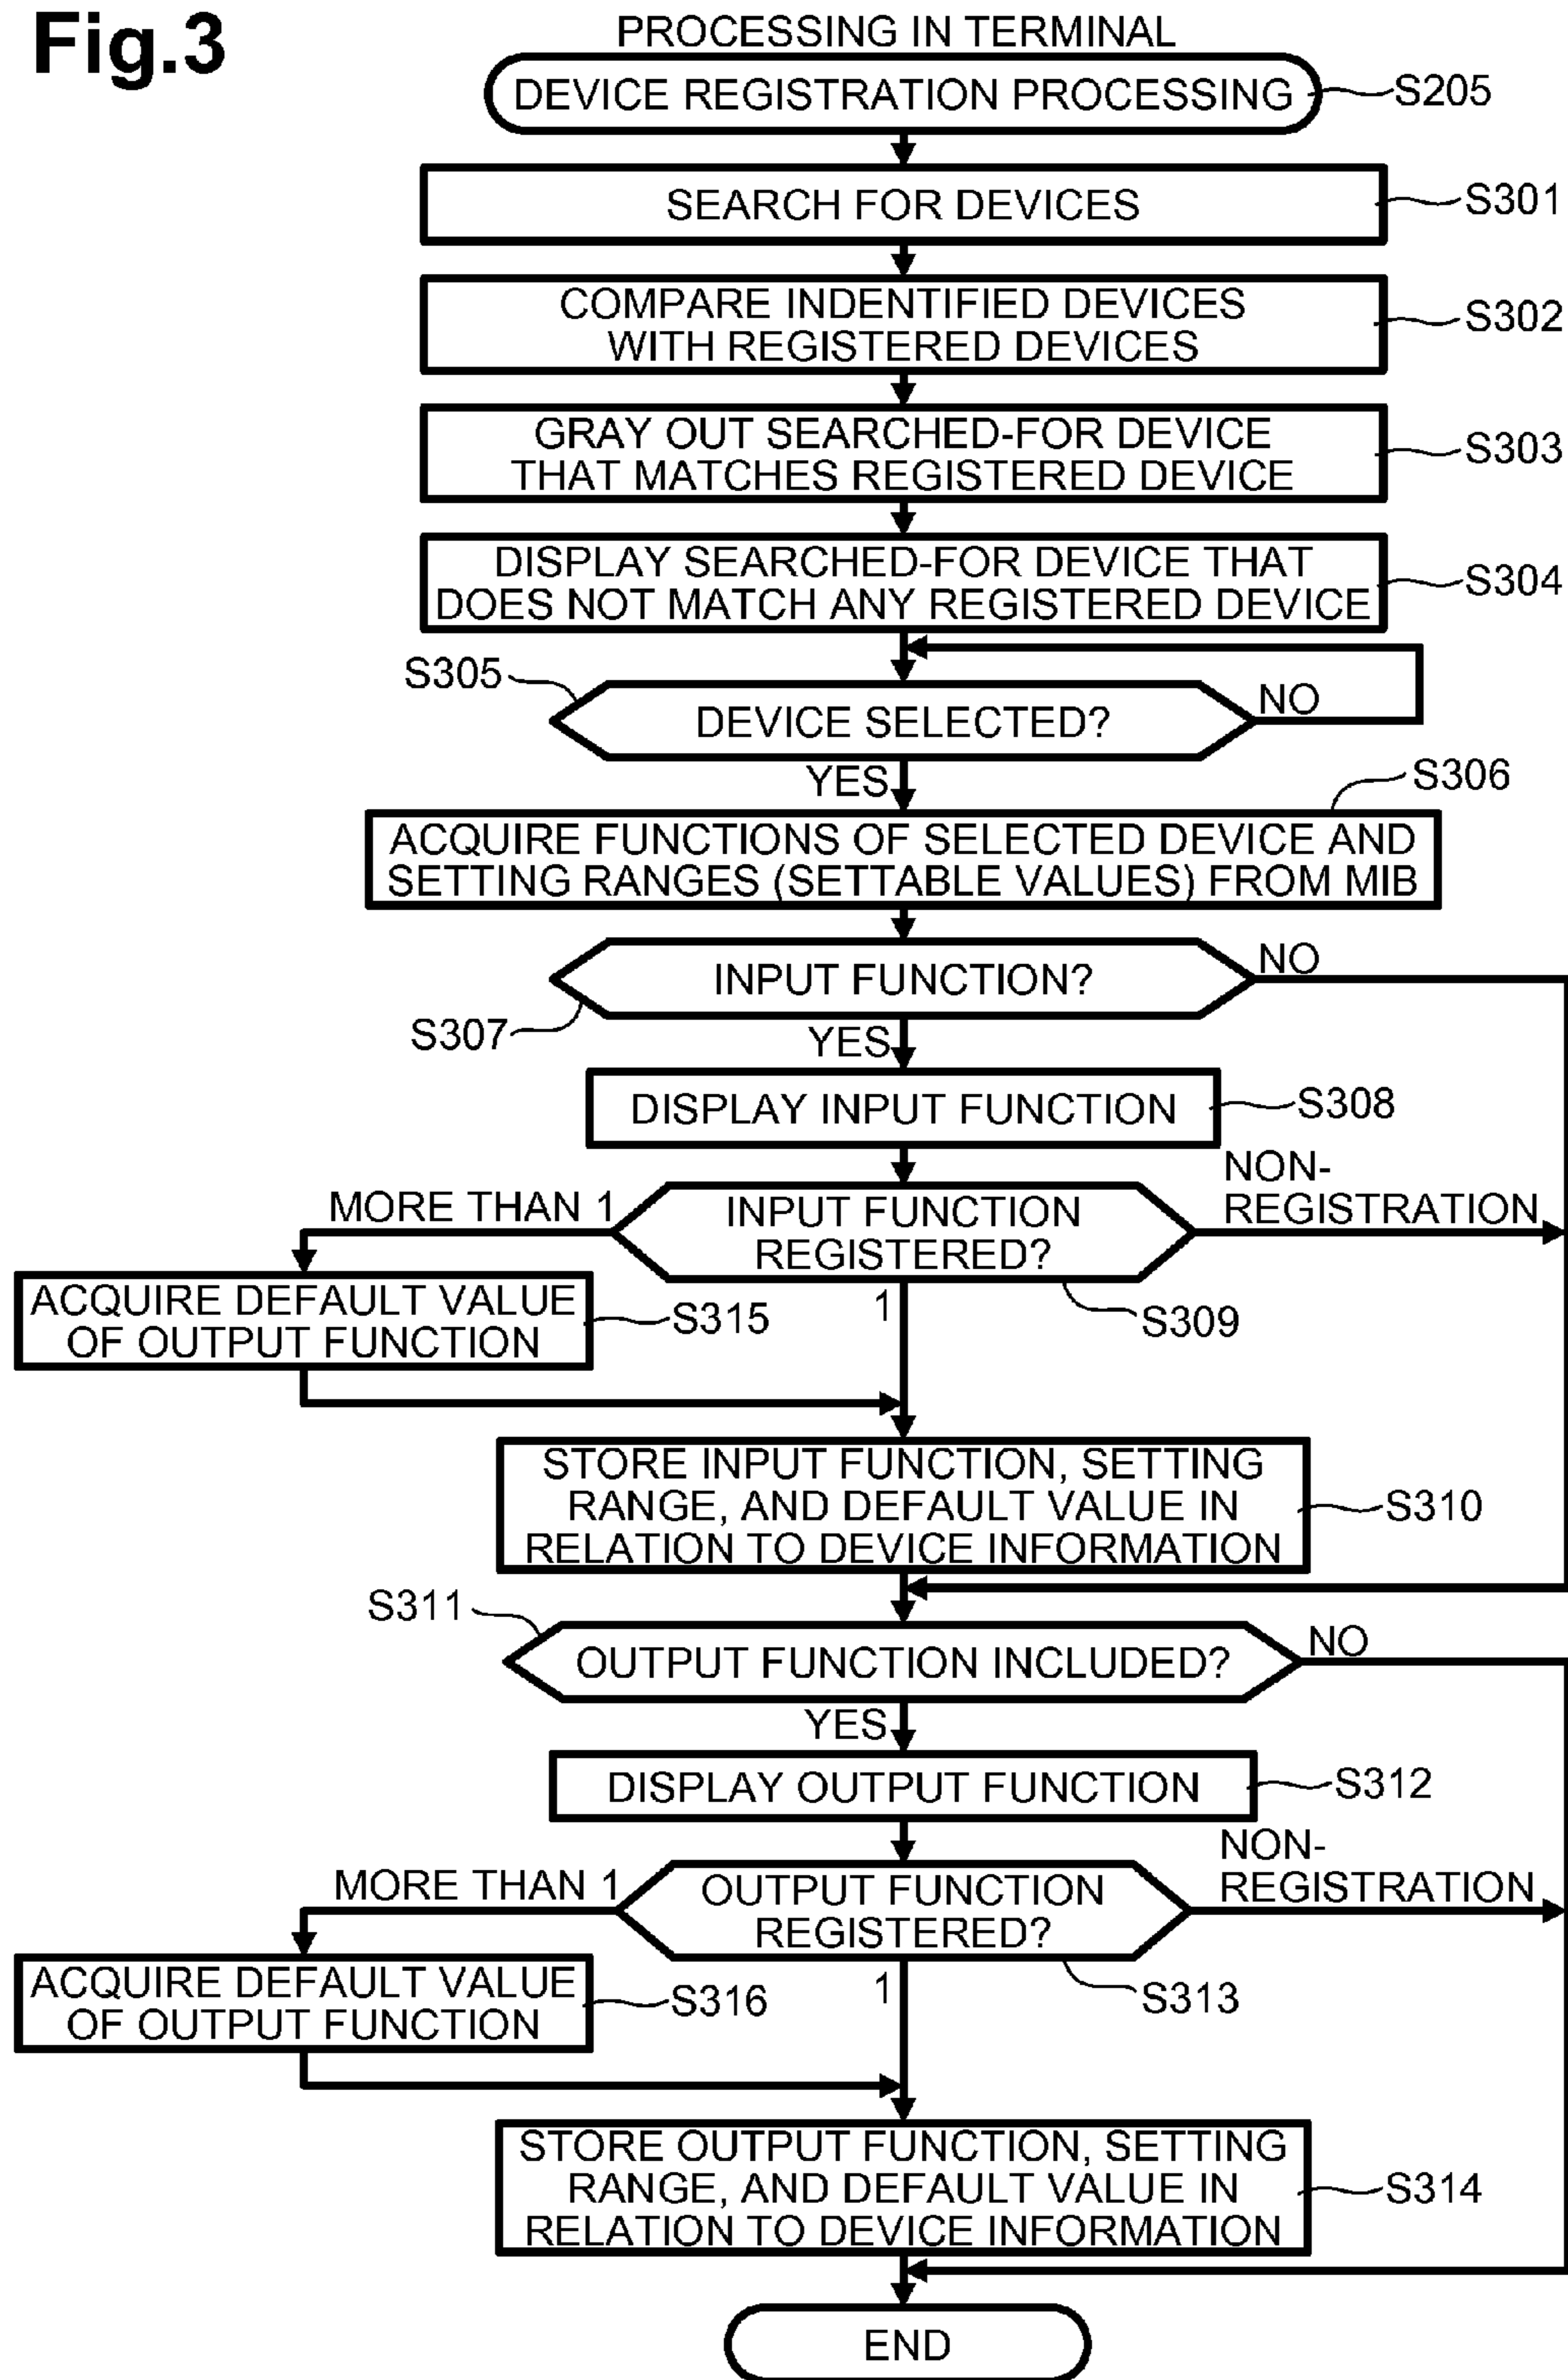 Fig.3
PROCESSING IN TERMINAL
DEVICE REGISTRATION PROCESSING
S205
SEARCH FOR DEVICES
S301
COMPARE INDENTIFIED DEVICES
WITH REGISTERED DEVICES
S302
GRAY OUT SEARCHED-FOR DEVICE
THAT MATCHES REGISTERED DEVICE
S303
DISPLAY SEARCHED-FOR DEVICE THAT
DOES NOT MATCH ANY REGISTERED DEVICE
S304
S305
DEVICE SELECTED?
NO
YES
S306
ACQUIRE FUNCTIONS OF SELECTED DEVICE AND
SETTING RANGES (SETTABLE VALUES) FROM MIB
INPUT FUNCTION?
NO
S307
YES
DISPLAY INPUT FUNCTION
S308
MORE THAN 1
INPUT FUNCTION
REGISTERED?
NON-
REGISTRATION
ACQUIRE DEFAULT VALUE
OF OUTPUT FUNCTION
S315
1
S309
STORE INPUT FUNCTION, SETTING
RANGE, AND DEFAULT VALUE IN
RELATION TO DEVICE INFORMATION
S310
S311
OUTPUT FUNCTION INCLUDED?
NO
YES
DISPLAY OUTPUT FUNCTION
S312
MORE THAN 1
OUTPUT FUNCTION
REGISTERED?
NON-
REGISTRATION
ACQUIRE DEFAULT VALUE
OF OUTPUT FUNCTION
S316
1
S313
STORE OUTPUT FUNCTION, SETTING
RANGE, AND DEFAULT VALUE IN
RELATION TO DEVICE INFORMATION
S314
END